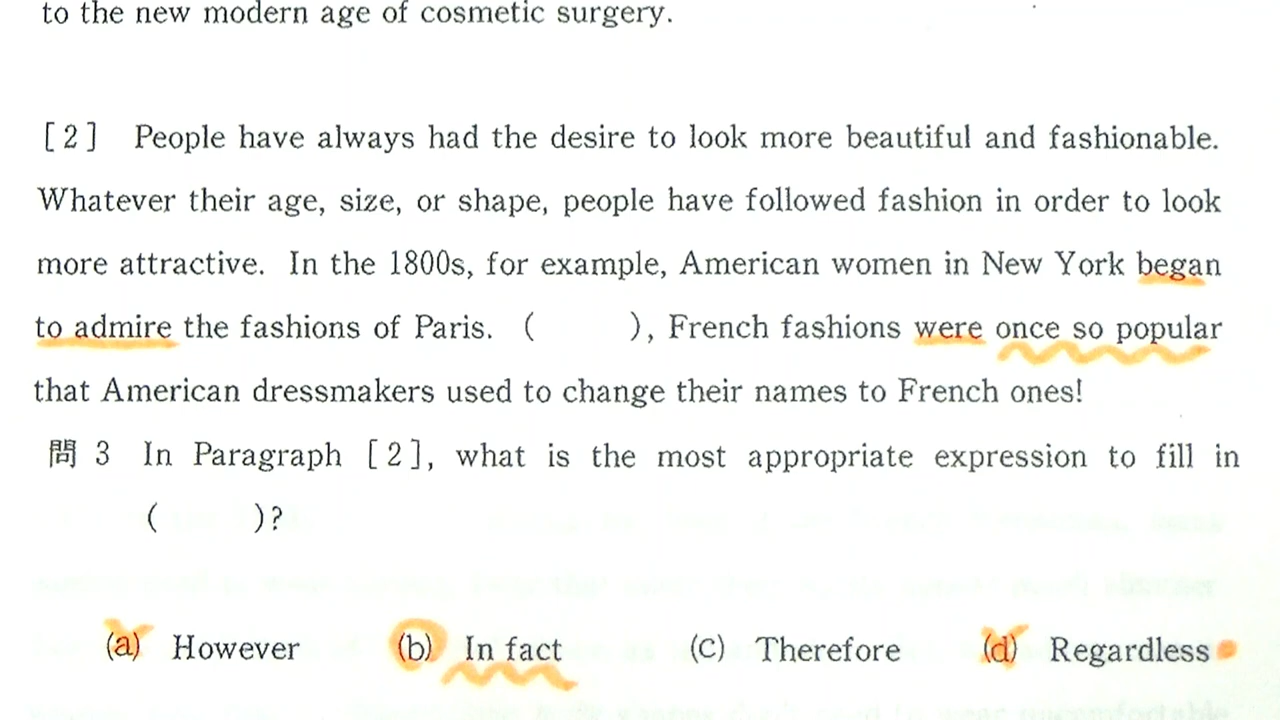 to the new modern age of cosmetic surgery.
[2] People have always had the desire to look more beautiful and fashionable.
Whatever their age, size, or shape, people have followed fashion in order to look
more attractive. In the 1800s, for example, American women in New York began
to admire the fashions of Paris. ( ), French fashions were once so popular
that American dressmakers used to change their names to French ones!
問 3 In Paragraph [2], what is the most appropriate expression to fill in
( )?
(a) However (b) In fact (c) Therefore (d) Regardless